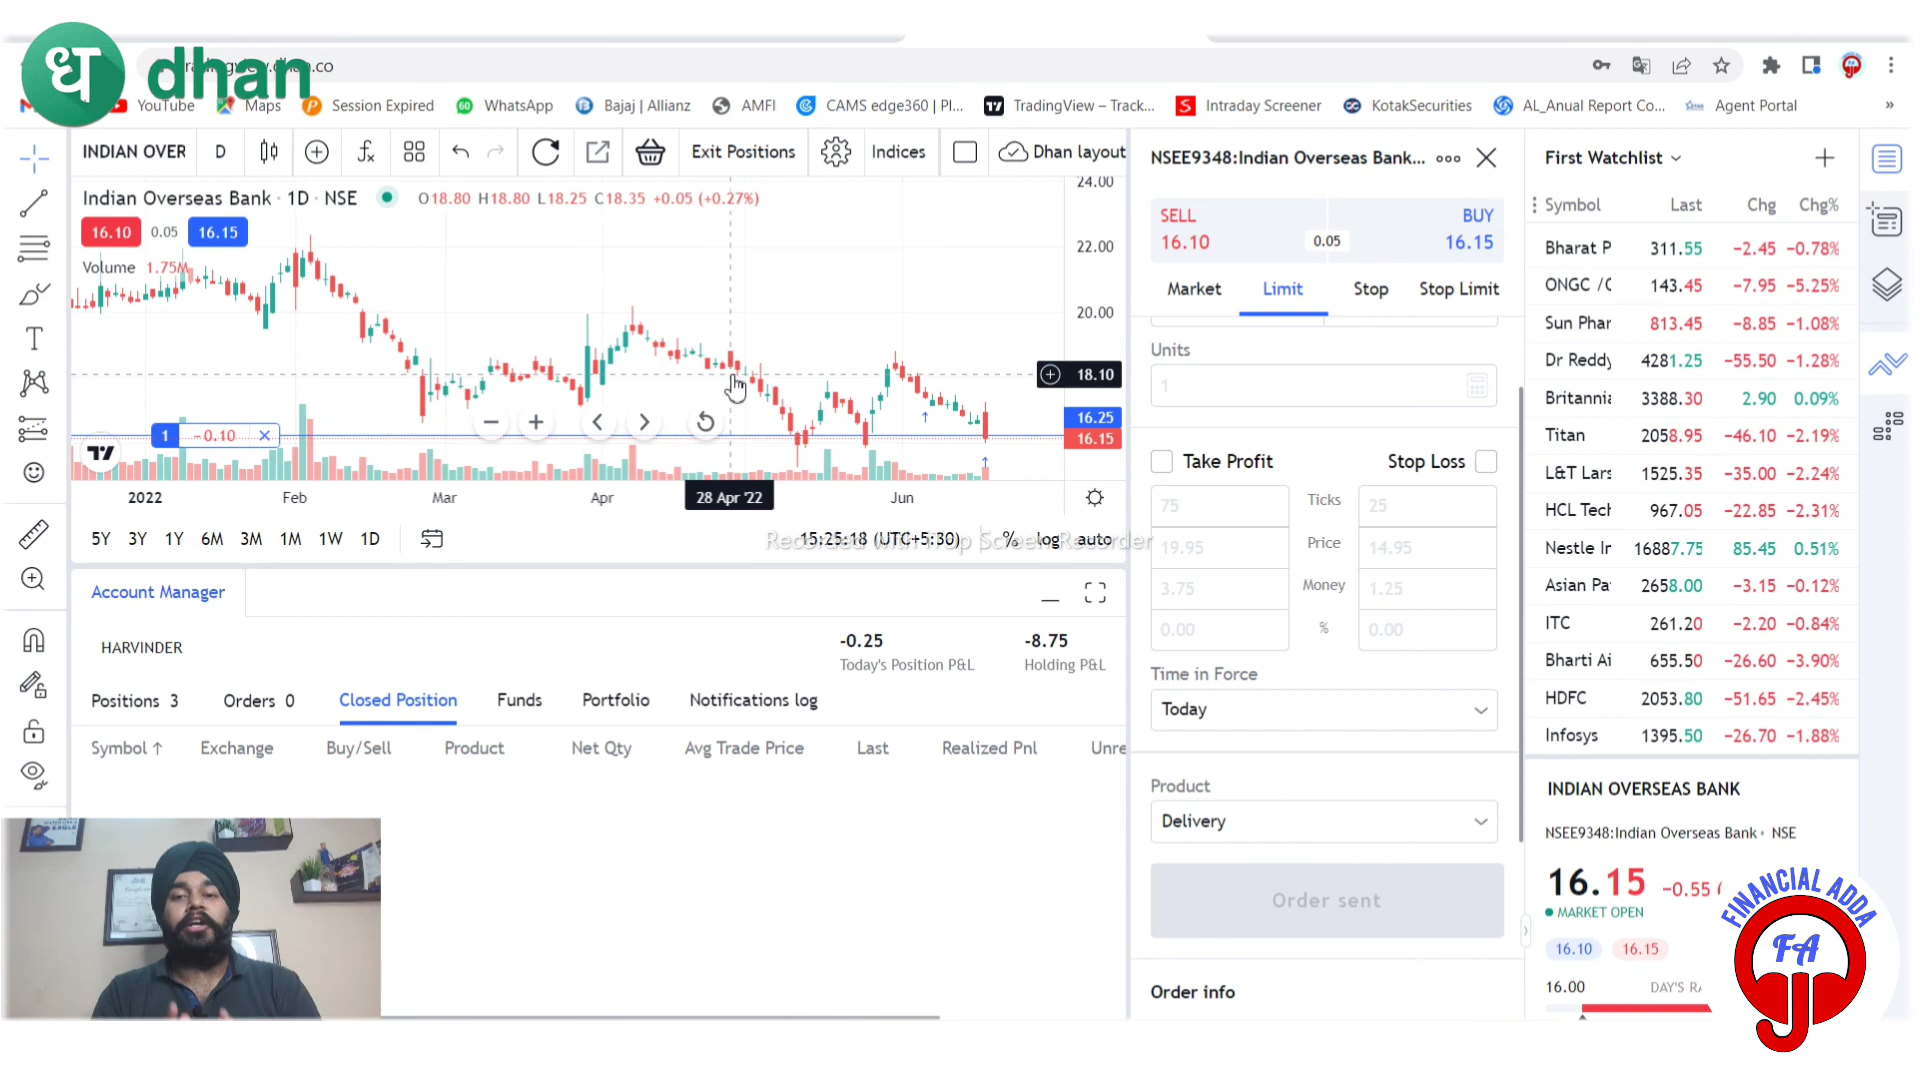 ध dhan
tradingview.dhan.co
YouTube Maps Session Expired WhatsApp Bajaj | Allianz AMFI CAMS edge360 | Pl... TradingView – Track... Intraday Screener KotakSecurities AL_Anual Report Co... Agent Portal »
INDIAN OVER D Exit Positions Indices Dhan layout
Indian Overseas Bank · 1D · NSE O18.80 H18.80 L18.25 C18.35 +0.05 (+0.27%)
16.10 0.05 16.15
Volume 1.75M
24.00
22.00
20.00
18.10
16.25
16.15
1 −0.10
2022 Feb Mar Apr 28 Apr '22 Jun
5Y 3Y 1Y 6M 3M 1M 1W 1D 15:25:18 (UTC+5:30) % log auto
Recorded with iTop Screen Recorder
Account Manager
HARVINDER
-0.25
Today's Position P&L
-8.75
Holding P&L
Positions 3 Orders 0 Closed Position Funds Portfolio Notifications log
Symbol ↑ Exchange Buy/Sell Product Net Qty Avg Trade Price Last Realized Pnl Unre
NSEE9348:Indian Overseas Bank...
SELL BUY
16.10 0.05 16.15
Market Limit Stop Stop Limit
Units
1
Take Profit Stop Loss
75 Ticks 25
19.95 Price 14.95
3.75 Money 1.25
0.00 % 0.00
Time in Force
Today
Product
Delivery
Order sent
Order info
First Watchlist
Symbol Last Chg Chg%
Bharat P 311.55 −2.45 −0.78%
ONGC /C 143.45 −7.95 −5.25%
Sun Phar 813.45 −8.85 −1.08%
Dr Reddy 4281.25 −55.50 −1.28%
Britannia 3388.30 2.90 0.09%
Titan 2058.95 −46.10 −2.19%
L&T Lars 1525.35 −35.00 −2.24%
HCL Tech 967.05 −22.85 −2.31%
Nestle In 16887.75 85.45 0.51%
Asian Pa 2658.00 −3.15 −0.12%
ITC 261.20 −2.20 −0.84%
Bharti Ai 655.50 −26.60 −3.90%
HDFC 2053.80 −51.65 −2.45%
Infosys 1395.50 −26.70 −1.88%
INDIAN OVERSEAS BANK
NSEE9348:Indian Overseas Bank • NSE
16.15 −0.55 (
MARKET OPEN
16.10 16.15
16.00 DAY'S RA
FINANCIAL ADDA
FA